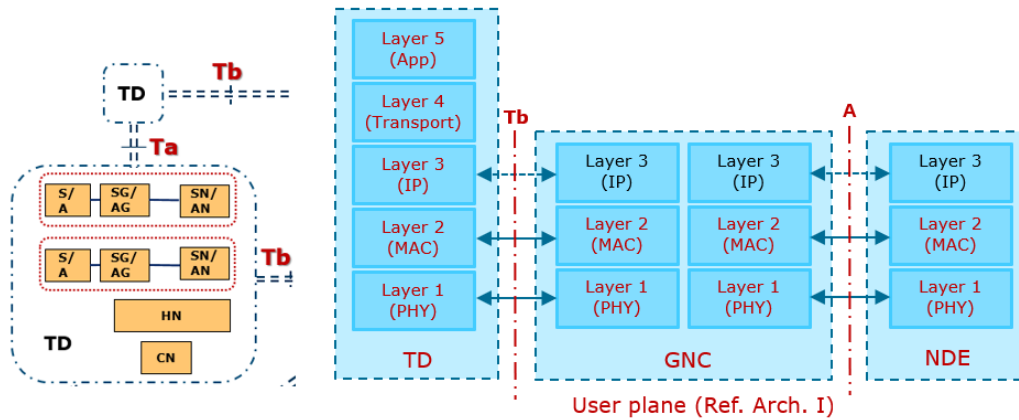 Tb
TD
Ta
S/
A
SG/
AG
SN/
AN
S/
A
SG/
AG
SN/
AN
Tb
HN
TD
CN
Layer 5
(App)
Layer 4
(Transport)
Layer 3
(IP)
Layer 2
(MAC)
Layer 1
(PHY)
TD
Tb
Layer 3
(IP)
Layer 3
(IP)
Layer 2
(MAC)
Layer 2
(MAC)
Layer 1
(PHY)
Layer 1
(PHY)
GNC
A
Layer 3
(IP)
Layer 2
(MAC)
Layer 1
(PHY)
NDE
User plane (Ref. Arch. I)